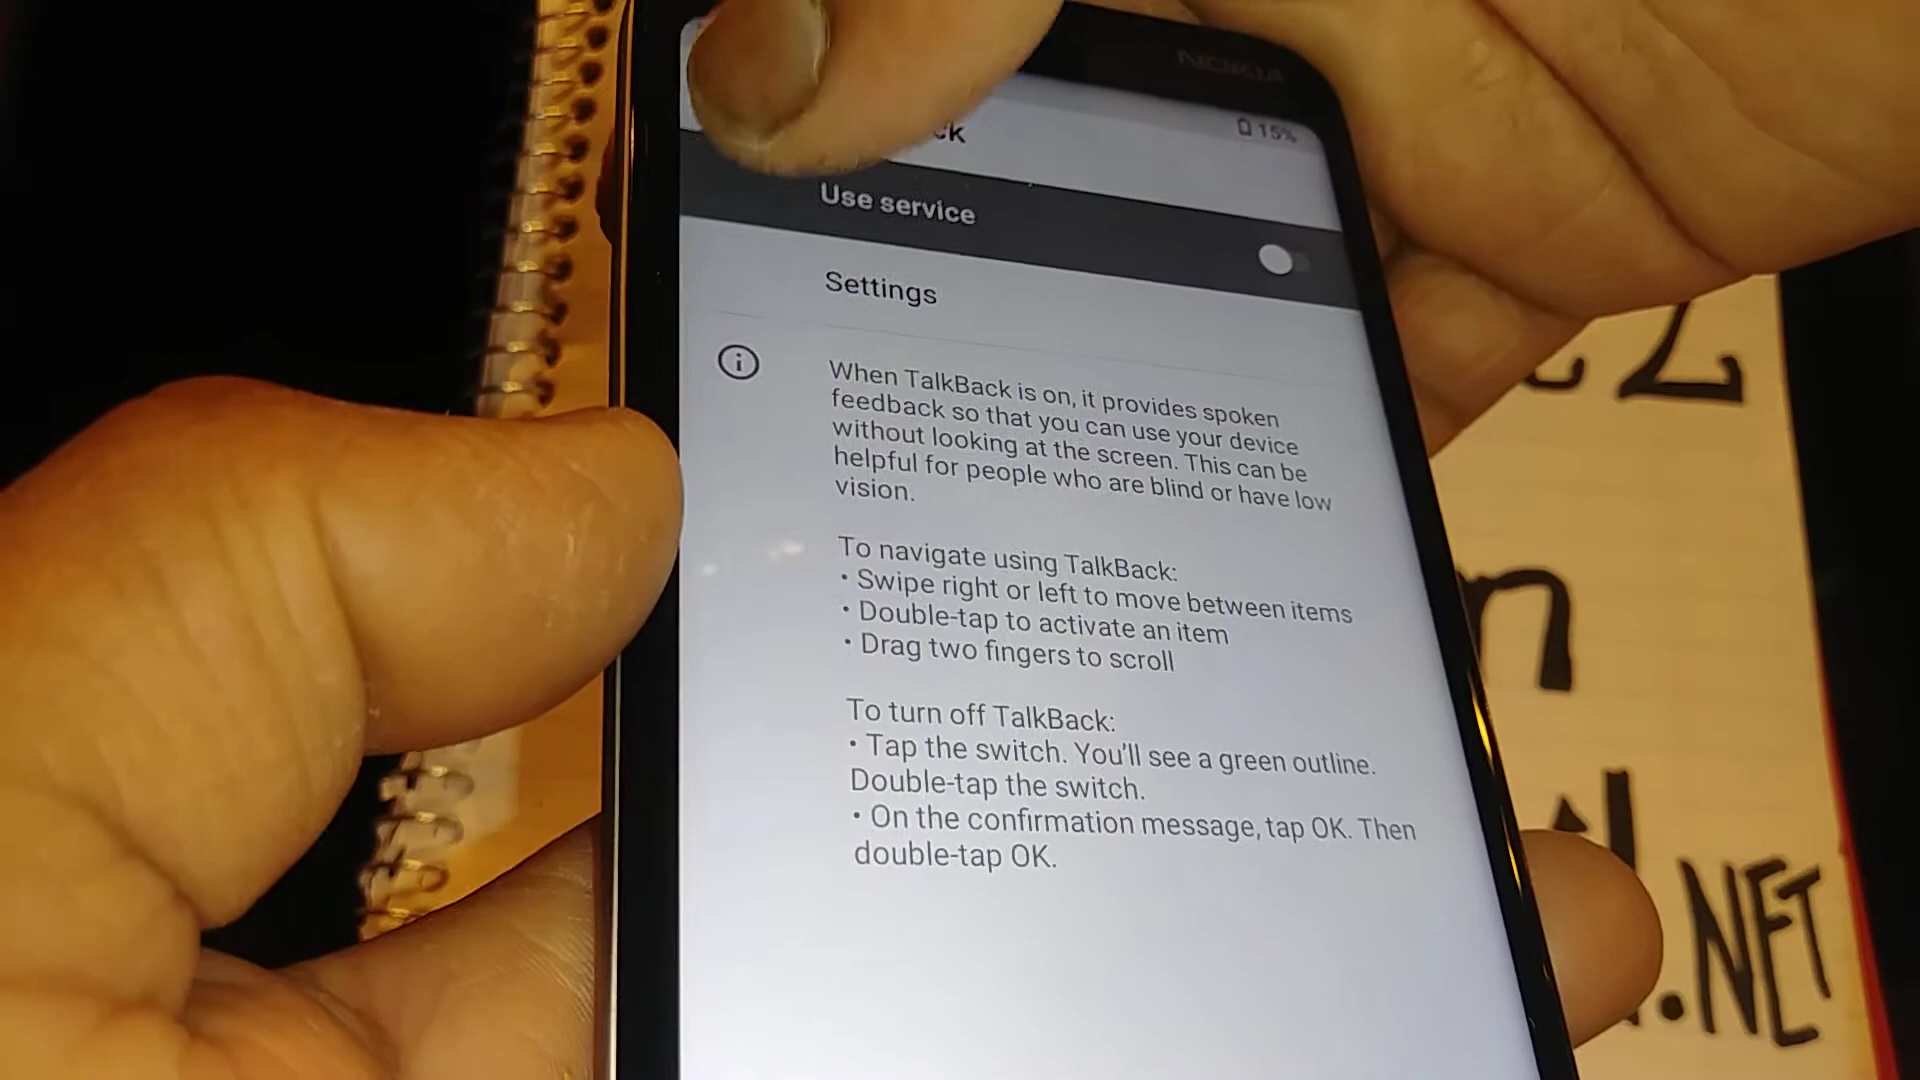 NOKIA
15%
Use service
Settings
When TalkBack is on, it provides spoken
feedback so that you can use your device
without looking at the screen. This can be
helpful for people who are blind or have low
vision.
To navigate using TalkBack:
• Swipe right or left to move between items
• Double-tap to activate an item
• Drag two fingers to scroll
To turn off TalkBack:
• Tap the switch. You'll see a green outline.
Double-tap the switch.
• On the confirmation message, tap OK. Then
double-tap OK.
.NET